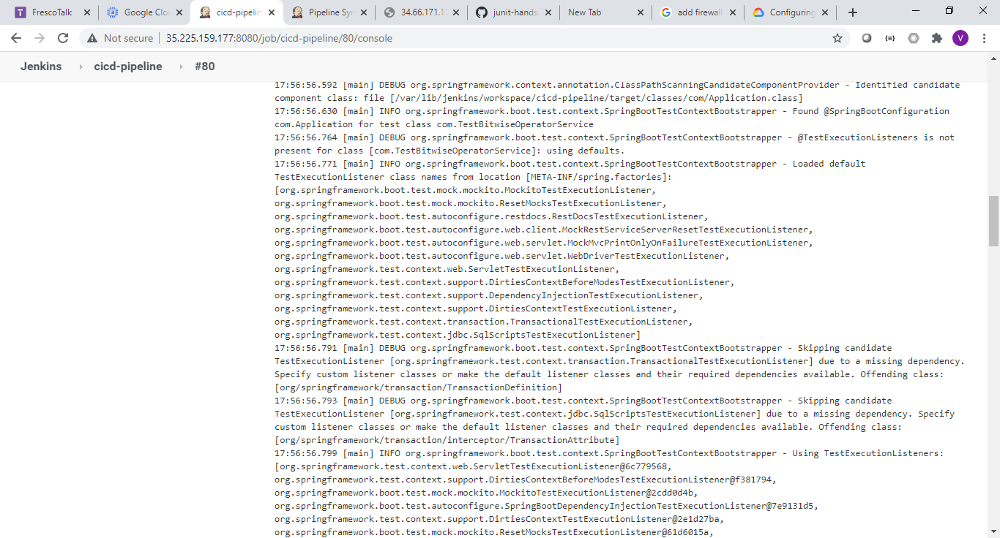 FrescoTalk
Google Clo
cicd-pipelin
Pipeline Syn
34.66.171.1
junit-hands
New Tab
add firewall
Configuring
Not secure
35.225.159.177:8080/job/cicd-pipeline/80/console
V
Jenkins
cicd-pipeline
#80
17:56:56.592 [main] DEBUG org.springframework.context.annotation.ClassPathScanningCandidateComponentProvider - Identified candidate
component class: file [/var/lib/jenkins/workspace/cicd-pipeline/target/classes/com/Application.class]
17:56:56.630 [main] INFO org.springframework.boot.test.context.SpringBootTestContextBootstrapper - Found @SpringBootConfiguration
com.Application for test class com.TestBitwiseOperatorService
17:56:56.764 [main] DEBUG org.springframework.boot.test.context.SpringBootTestContextBootstrapper - @TestExecutionListeners is not
present for class [com.TestBitwiseOperatorService]: using defaults.
17:56:56.771 [main] INFO org.springframework.boot.test.context.SpringBootTestContextBootstrapper - Loaded default
TestExecutionListener class names from location [META-INF/spring.factories]:
[org.springframework.boot.test.mock.mockito.MockitoTestExecutionListener,
org.springframework.boot.test.mock.mockito.ResetMocksTestExecutionListener,
org.springframework.boot.test.autoconfigure.restdocs.RestDocsTestExecutionListener,
org.springframework.boot.test.autoconfigure.web.client.MockRestServiceServerResetTestExecutionListener,
org.springframework.boot.test.autoconfigure.web.servlet.MockMvcPrintOnlyOnFailureTestExecutionListener,
org.springframework.boot.test.autoconfigure.web.servlet.WebDriverTestExecutionListener,
org.springframework.test.context.web.ServletTestExecutionListener,
org.springframework.test.context.support.DirtiesContextBeforeModesTestExecutionListener,
org.springframework.test.context.support.DependencyInjectionTestExecutionListener,
org.springframework.test.context.support.DirtiesContextTestExecutionListener,
org.springframework.test.context.transaction.TransactionalTestExecutionListener,
org.springframework.test.context.jdbc.SqlScriptsTestExecutionListener]
17:56:56.791 [main] DEBUG org.springframework.boot.test.context.SpringBootTestContextBootstrapper - Skipping candidate
TestExecutionListener [org.springframework.test.context.transaction.TransactionalTestExecutionListener] due to a missing dependency.
Specify custom listener classes or make the default listener classes and their required dependencies available. Offending class:
[org/springframework/transaction/TransactionDefinition]
17:56:56.793 [main] DEBUG org.springframework.boot.test.context.SpringBootTestContextBootstrapper - Skipping candidate
TestExecutionListener [org.springframework.test.context.jdbc.SqlScriptsTestExecutionListener] due to a missing dependency. Specify
custom listener classes or make the default listener classes and their required dependencies available. Offending class:
[org/springframework/transaction/interceptor/TransactionAttribute]
17:56:56.799 [main] INFO org.springframework.boot.test.context.SpringBootTestContextBootstrapper - Using TestExecutionListeners:
[org.springframework.test.context.web.ServletTestExecutionListener@6c779568,
org.springframework.test.context.support.DirtiesContextBeforeModesTestExecutionListener@f381794,
org.springframework.boot.test.mock.mockito.MockitoTestExecutionListener@2cdd0d4b,
org.springframework.boot.test.autoconfigure.SpringBootDependencyInjectionTestExecutionListener@7e9131d5,
org.springframework.test.context.support.DirtiesContextTestExecutionListener@2e1d27ba,
org.springframework.boot.test.mock.mockito.ResetMocksTestExecutionListener@61d6015a,